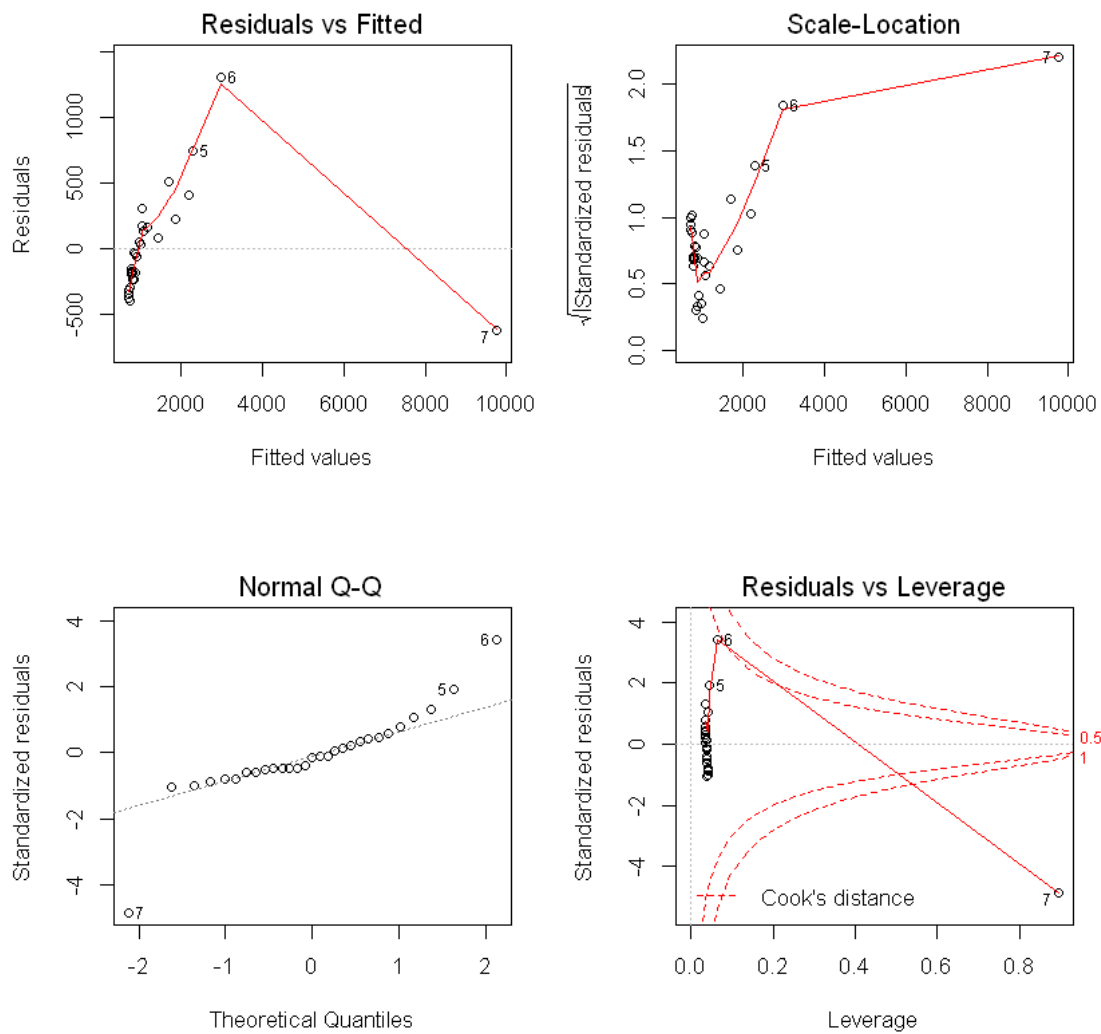 Residuals vs Fitted
Residuals
1000
500
0
-500
6
5
7
2000 4000 6000 8000 10000
Fitted values
Scale-Location
√|Standardized residuals|
2.0
1.5
1.0
0.5
0.0
7
6
5
2000 4000 6000 8000 10000
Fitted values
Normal Q-Q
Standardized residuals
4
2
0
-2
-4
6
5
7
-2 -1 0 1 2
Theoretical Quantiles
Residuals vs Leverage
Standardized residuals
4
2
0
-2
-4
6
5
0.5
1
Cook's distance
7
0.0 0.2 0.4 0.6 0.8
Leverage